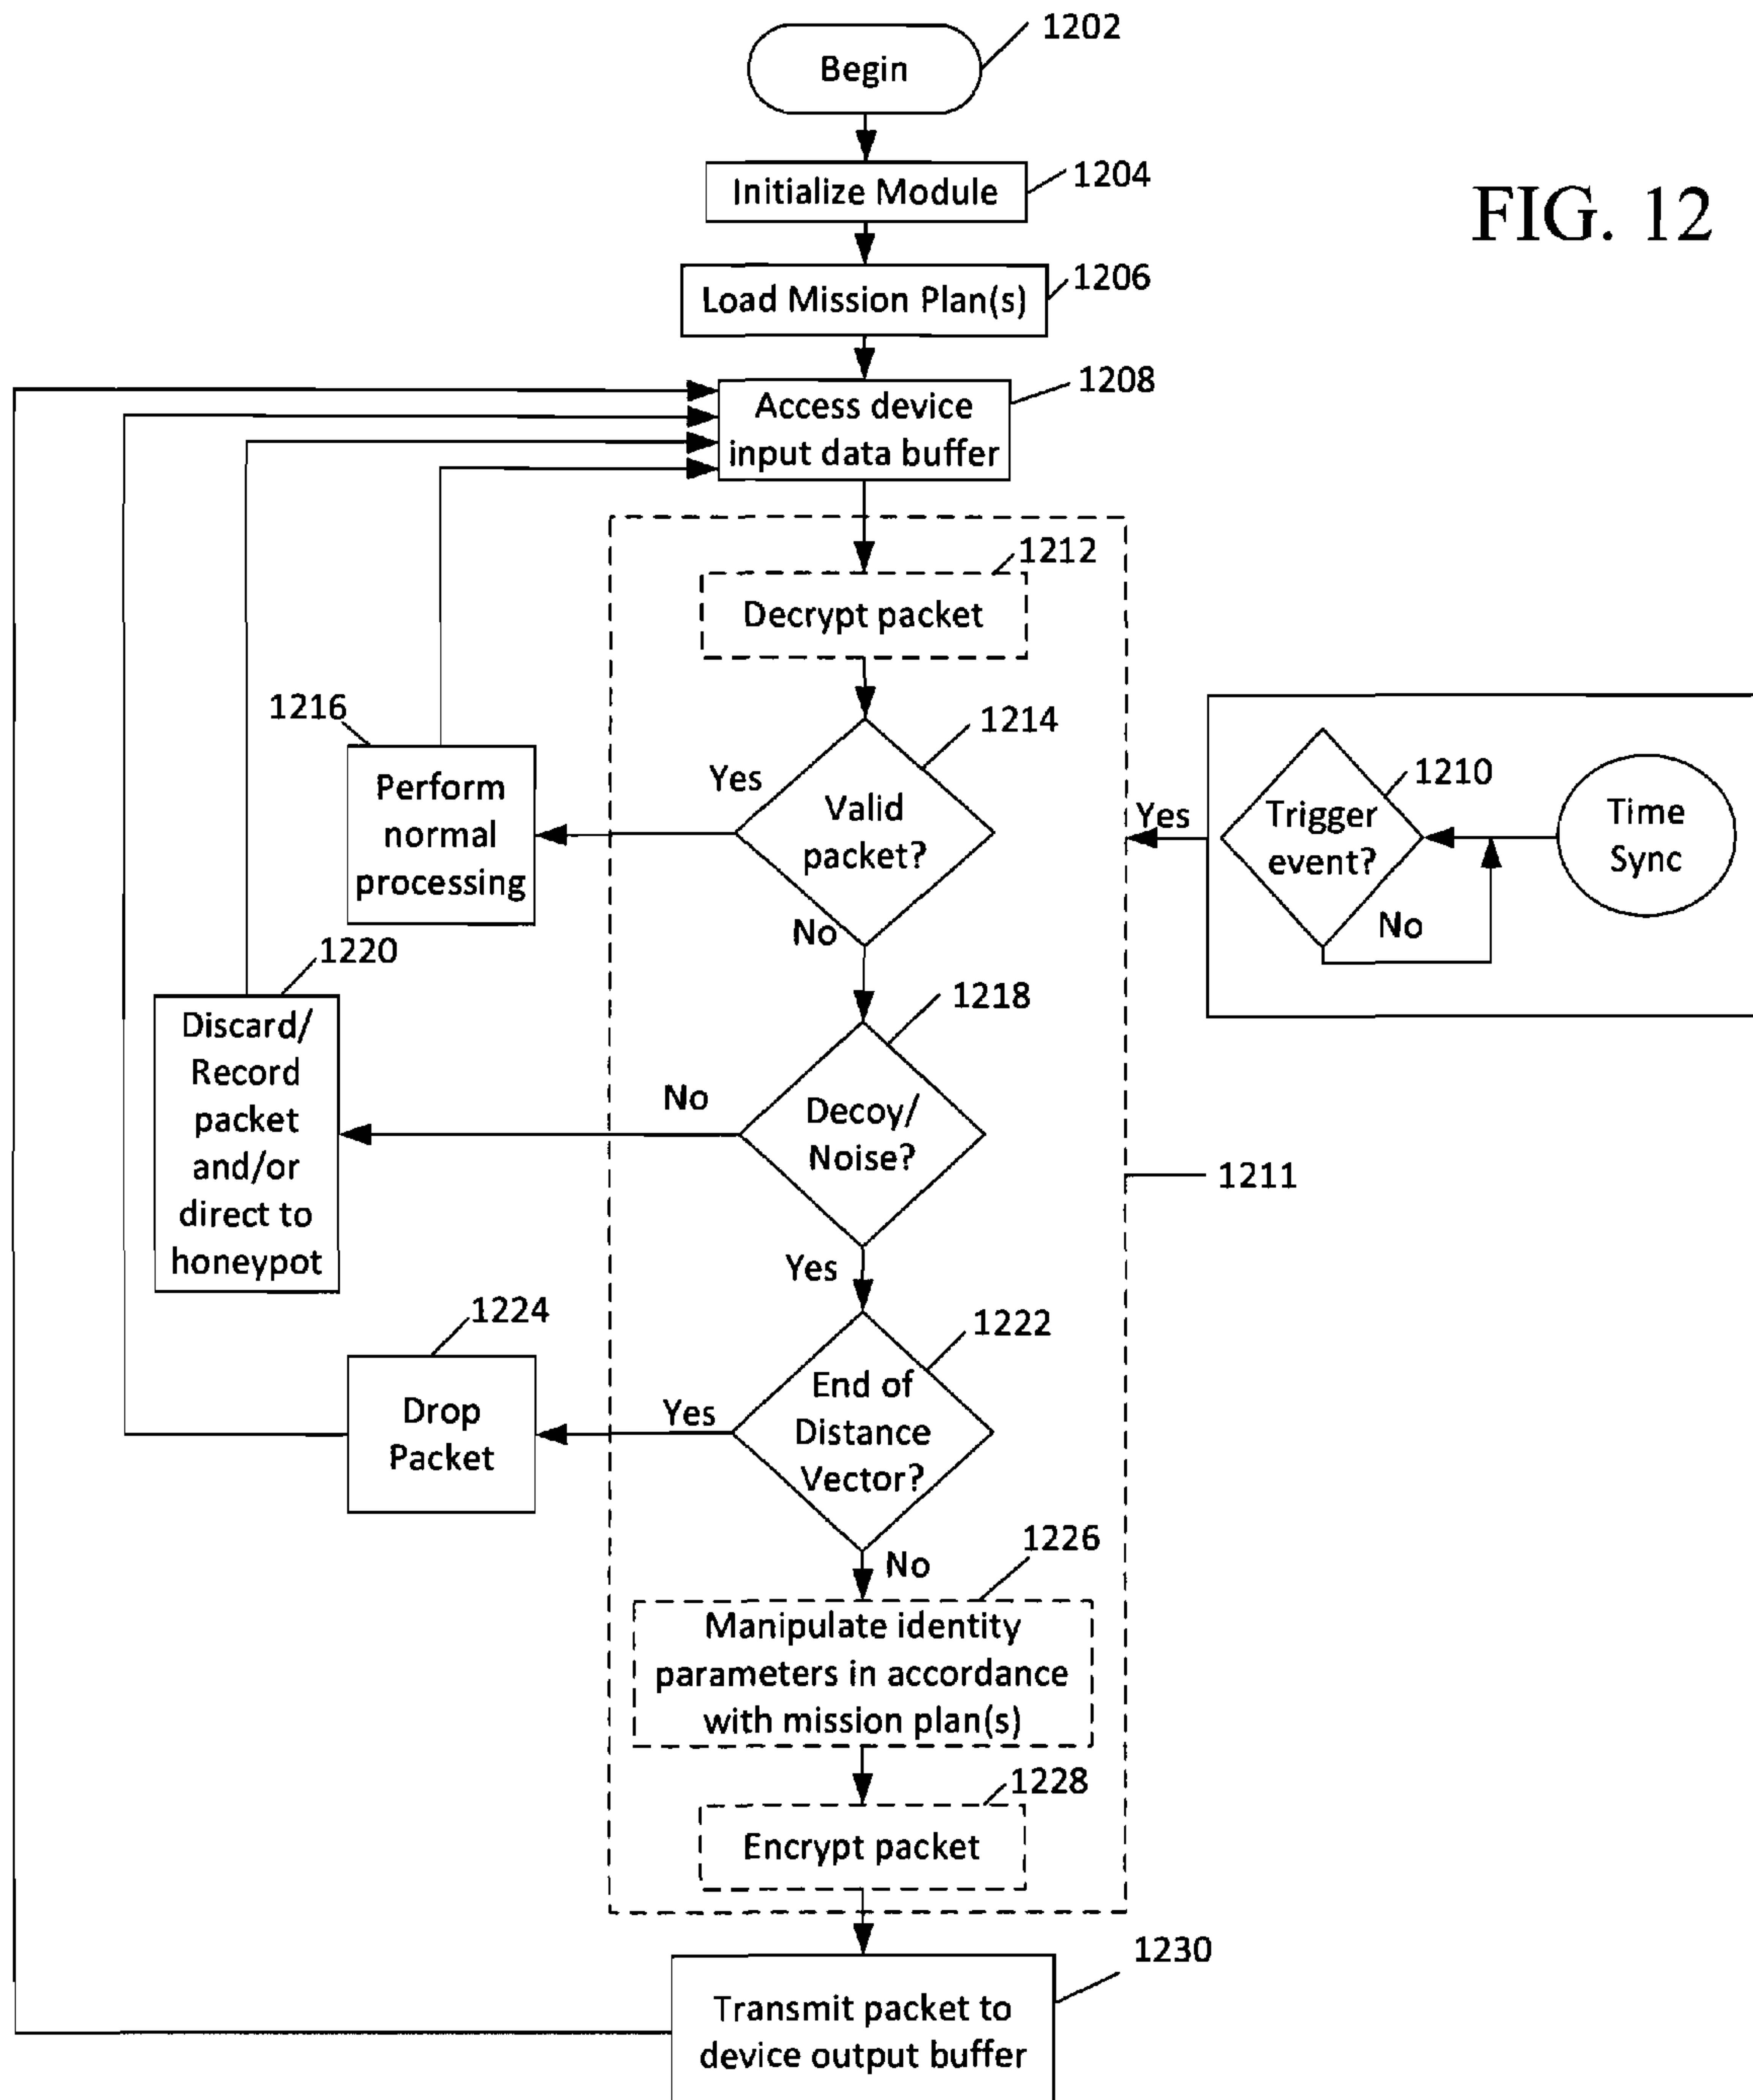 1202
Begin
1204
Initialize Module
FIG. 12
1206
Load Mission Plan(s)
1208
Access device
input data buffer
1212
Decrypt packet
1216
1214
Yes
Perform
normal
processing
Valid
packet?
No
Yes
1210
Trigger
event?
No
Time
Sync
1220
Discard/
Record
packet
and/or
direct to
honeypot
1218
No
Decoy/
Noise?
1211
Yes
1224
1222
Drop
Packet
Yes
End of
Distance
Vector?
1226
No
Manipulate identity
parameters in accordance
with mission plan(s)
1228
Encrypt packet
1230
Transmit packet to
device output buffer